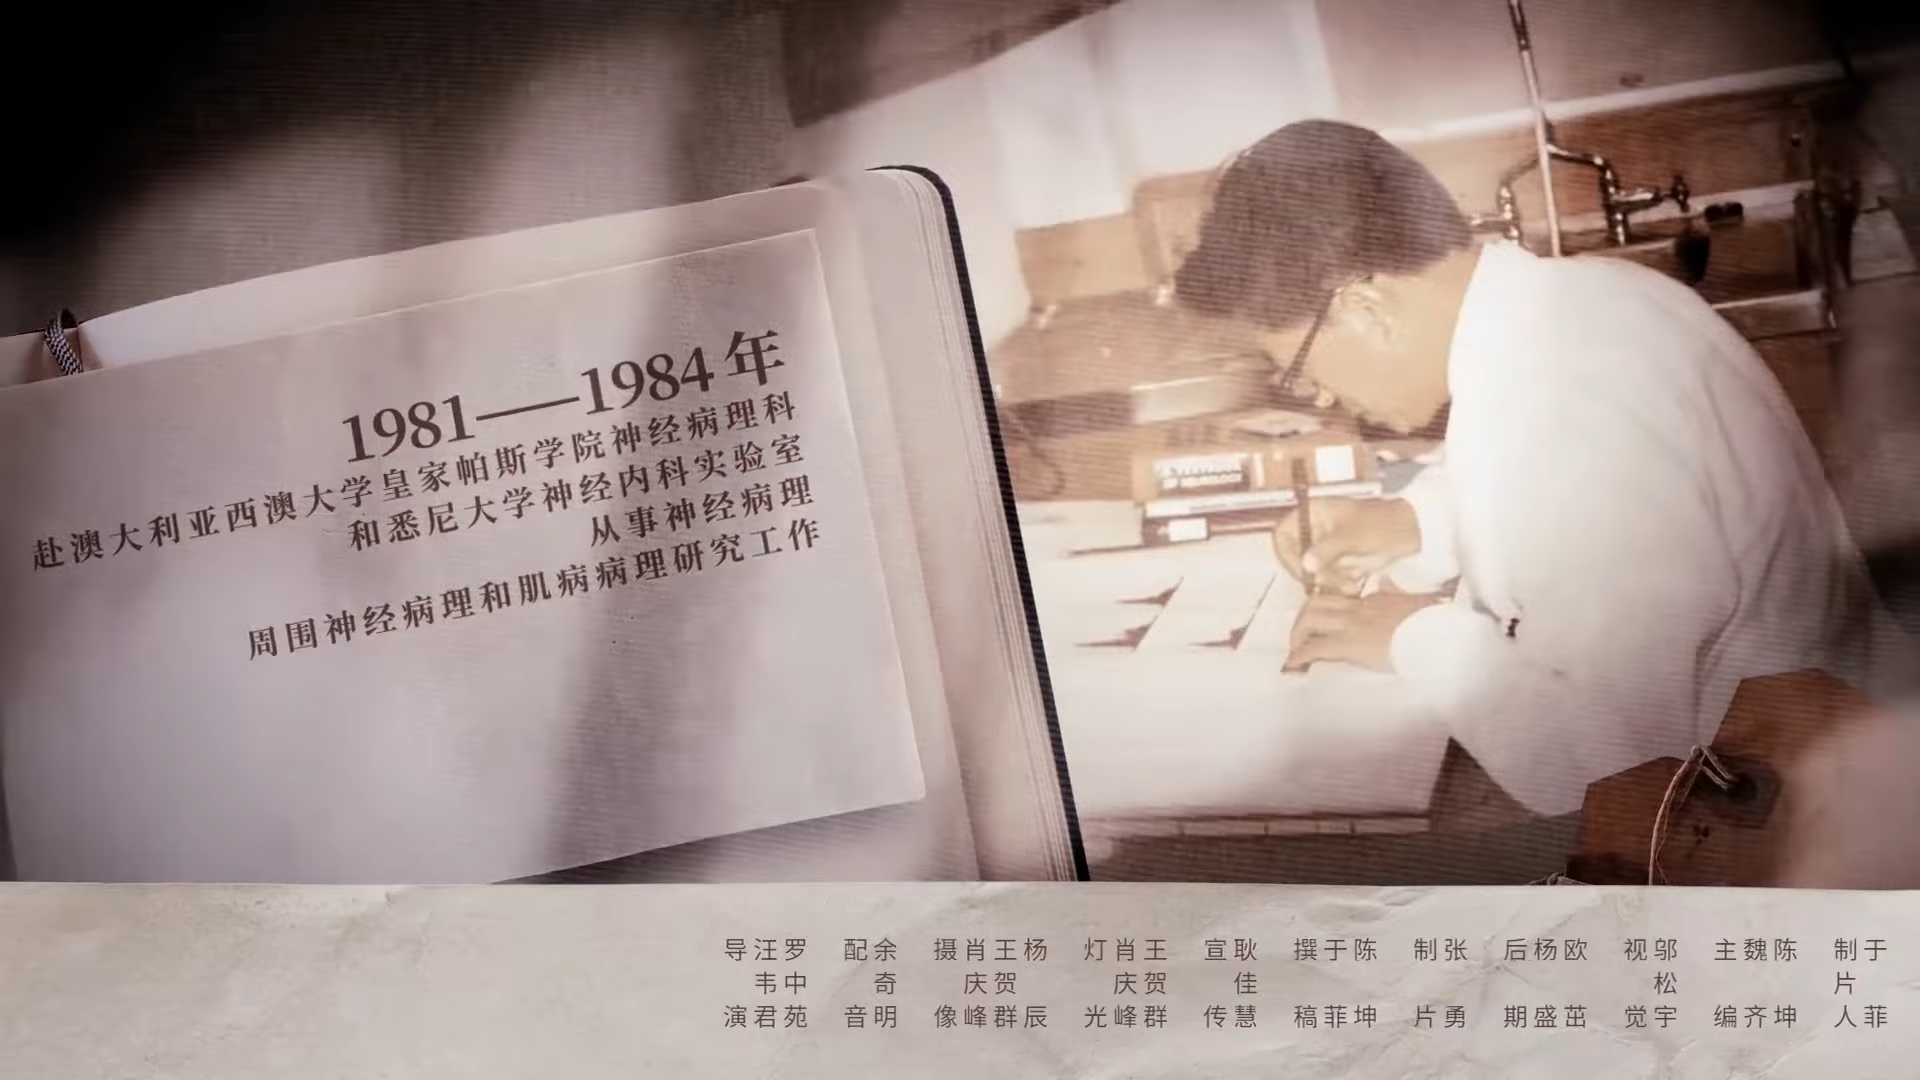 1981——1984年
赴澳大利亚西澳大学皇家帕斯学院神经病理科
和悉尼大学神经内科实验室
从事神经病理
周围神经病理和肌病病理研究工作
导演
汪韦君
罗中苑
配音
余奇明
摄像
肖庆峰
王贺群
杨辰
灯光
肖庆峰
王贺群
宣传
耿佳慧
撰稿
于菲
陈坤
制片
张勇
后期
杨盛
欧茁
视觉
邬松宇
主编
魏齐
陈坤
制片人
于菲